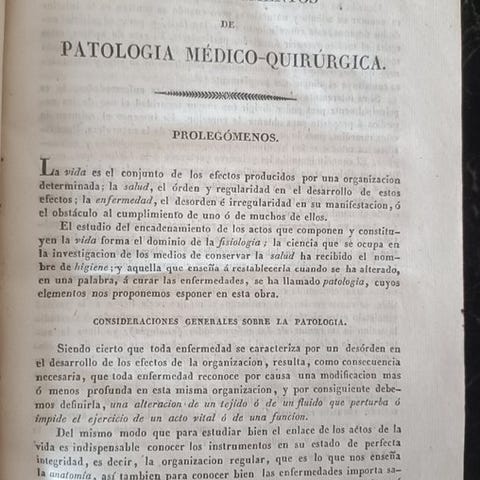 DE
PATOLOGIA MÉDICO-QUIRÚRGICA.
PROLEGÓMENOS.
La vida es el conjunto de los efectos producidos por una organizacion
determinada; la salud, el órden y regularidad en el desarrollo de estos
efectos; la enfermedad, el desorden é irregularidad en su manifestacion, ó
el obstáculo al cumplimiento de uno ó de muchos de ellos.
El estudio del encadenamiento de los actos que componen y constitu-
yen la vida forma el dominio de la fisiologia; la ciencia que se ocupa en
la investigacion de los medios de conservar la salud ha recibido el nom-
bre de higiene; y aquella que enseña á restablecerla cuando se ha alterado,
en una palabra, á curar las enfermedades, se ha llamado patologia, cuyos
elementos nos proponemos esponer en esta obra.
CONSIDERACIONES GENERALES SOBRE LA PATOLOGIA.
Siendo cierto que toda enfermedad se caracteriza por un desórden en
el desarrollo de los efectos de la organizacion, resulta, como consecuencia
necesaria, que toda enfermedad reconoce por causa una modificacion mas
ó menos profunda en esta misma organizacion, y por consiguiente debe-
mos definirla, una alteracion de un tejido ó de un fluido que perturba ó
impide el ejercicio de un acto vital ó de una funcion.
Del mismo modo que para estudiar bien el enlace de los actos de la
vida es indispensable conocer los instrumentos en su estado de perfecta
integridad, es decir, la organizacion regular, que es lo que nos enseña
la anatomía, así tambien para conocer bien las enfermedades importa sa-